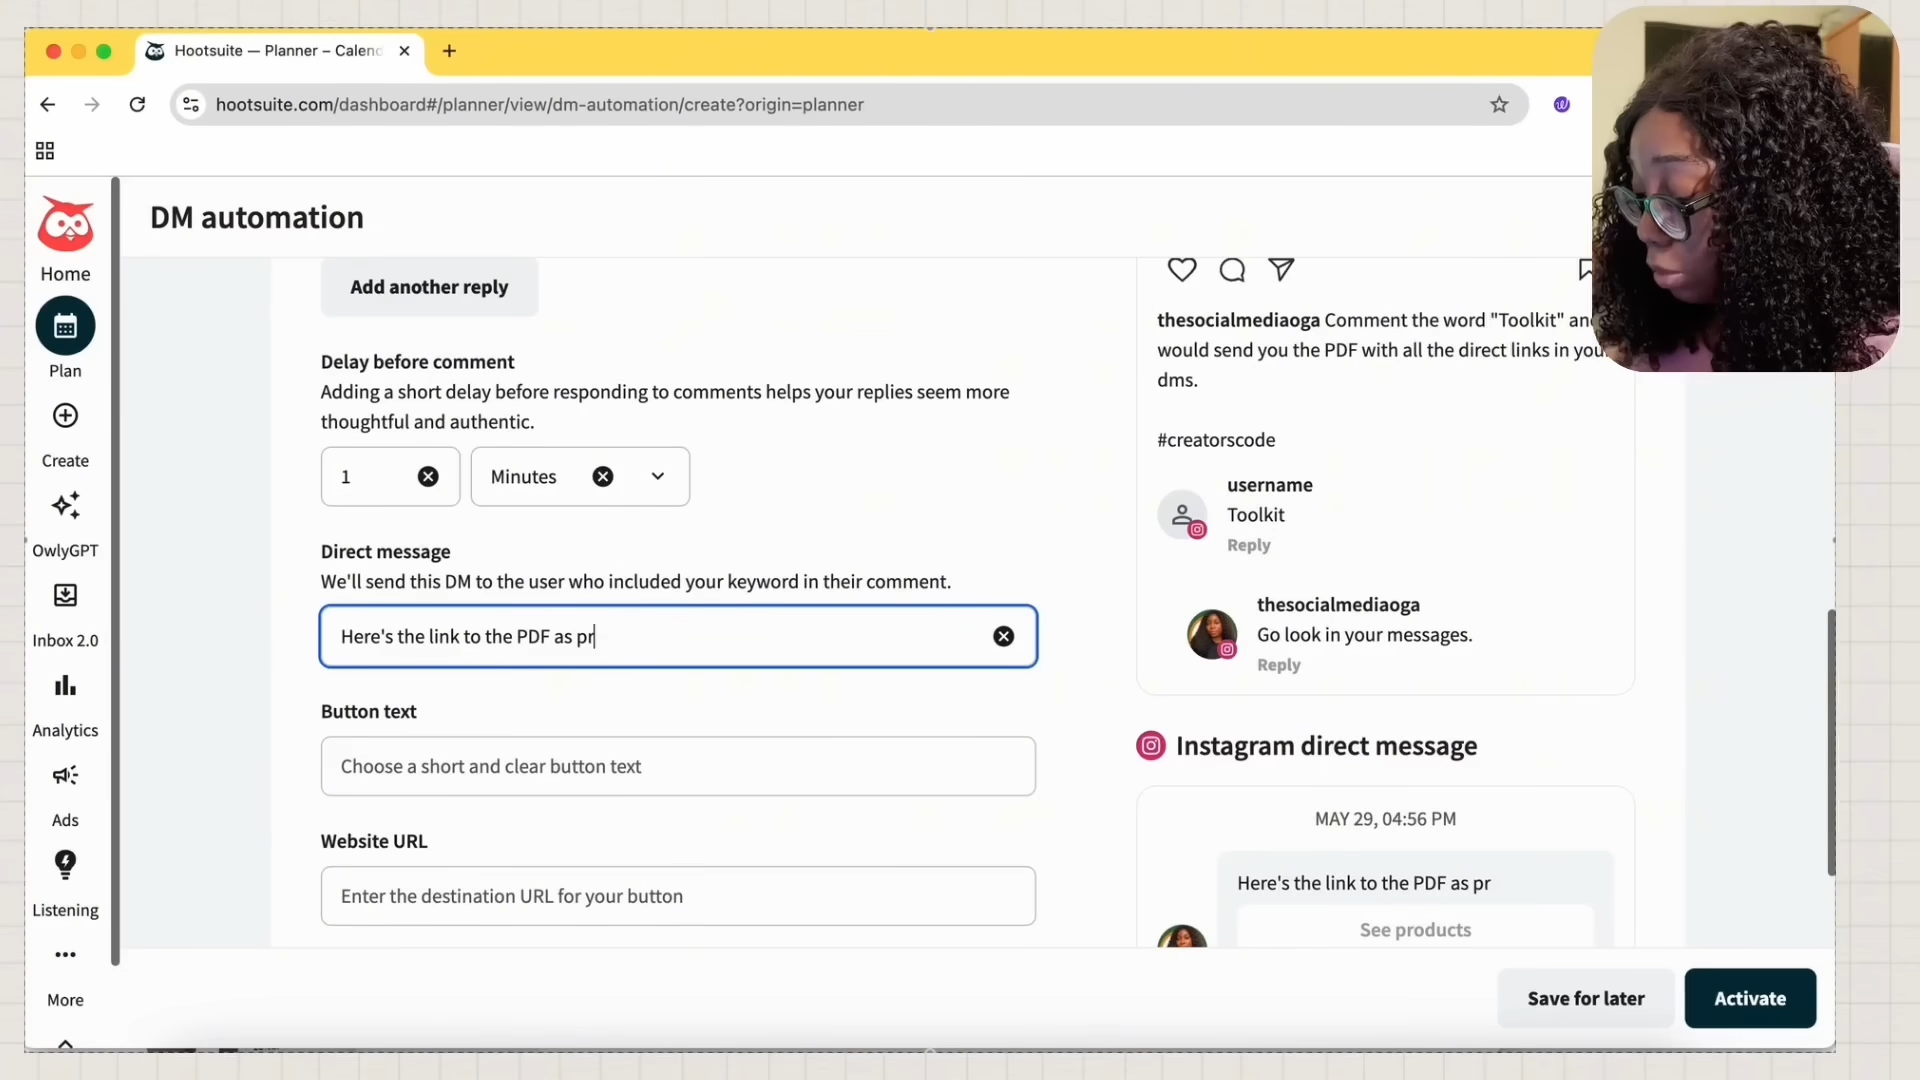 Hootsuite — Planner – Calend
hootsuite.com/dashboard#/planner/view/dm-automation/create?origin=planner
Home
Plan
Create
OwlyGPT
Inbox 2.0
Analytics
Ads
Listening
More
DM automation
Add another reply
Delay before comment
Adding a short delay before responding to comments helps your replies seem more
thoughtful and authentic.
1
Minutes
Direct message
We'll send this DM to the user who included your keyword in their comment.
Here's the link to the PDF as pr
Button text
Choose a short and clear button text
Website URL
Enter the destination URL for your button
thesocialmediaoga Comment the word "Toolkit" an
would send you the PDF with all the direct links in you
dms.
#creatorscode
username
Toolkit
Reply
thesocialmediaoga
Go look in your messages.
Reply
Instagram direct message
MAY 29, 04:56 PM
Here's the link to the PDF as pr
See products
Save for later
Activate